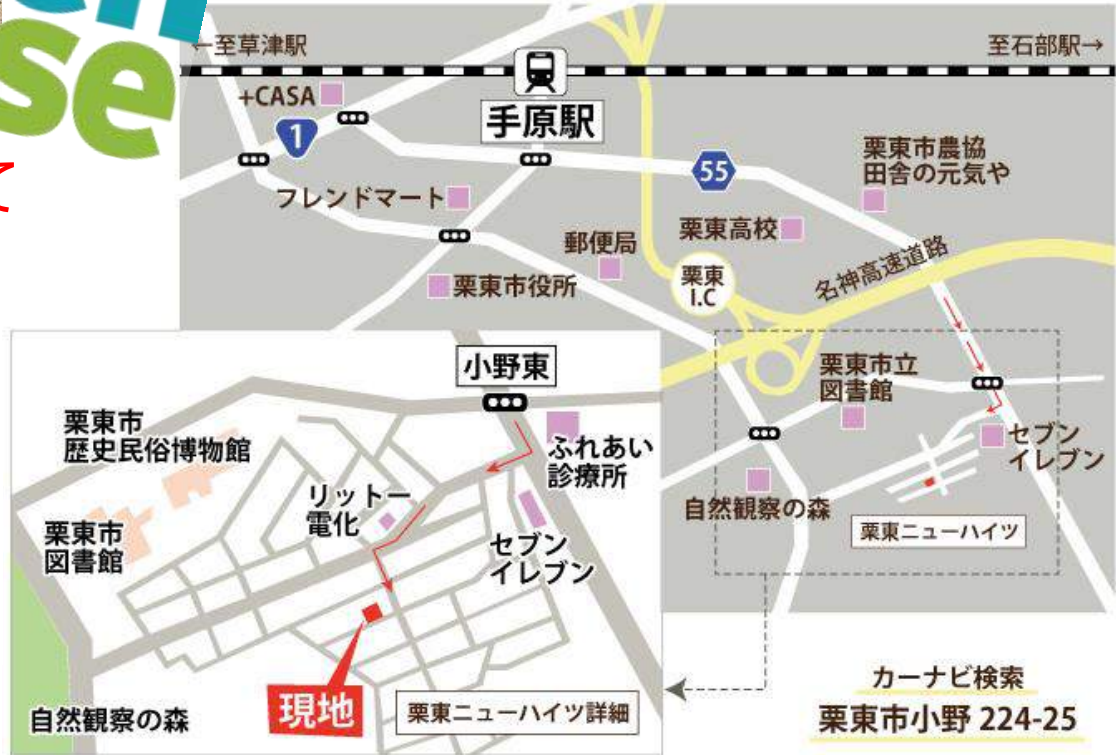 en
se
て
←至草津駅
至石部駅→
+CASA
1
手原駅
55
栗東市農協
田舎の元気や
フレンドマート
栗東高校
郵便局
名神高速道路
栗東市役所
栗東
I.C
小野東
栗東市立
図書館
栗東市
歴史民俗博物館
ふれあい
診療所
セブン
イレブン
リットー
電化
自然観察の森
栗東市
図書館
セブン
イレブン
栗東ニューハイツ
現地
自然観察の森
栗東ニューハイツ詳細
カーナビ検索
栗東市小野 224-25